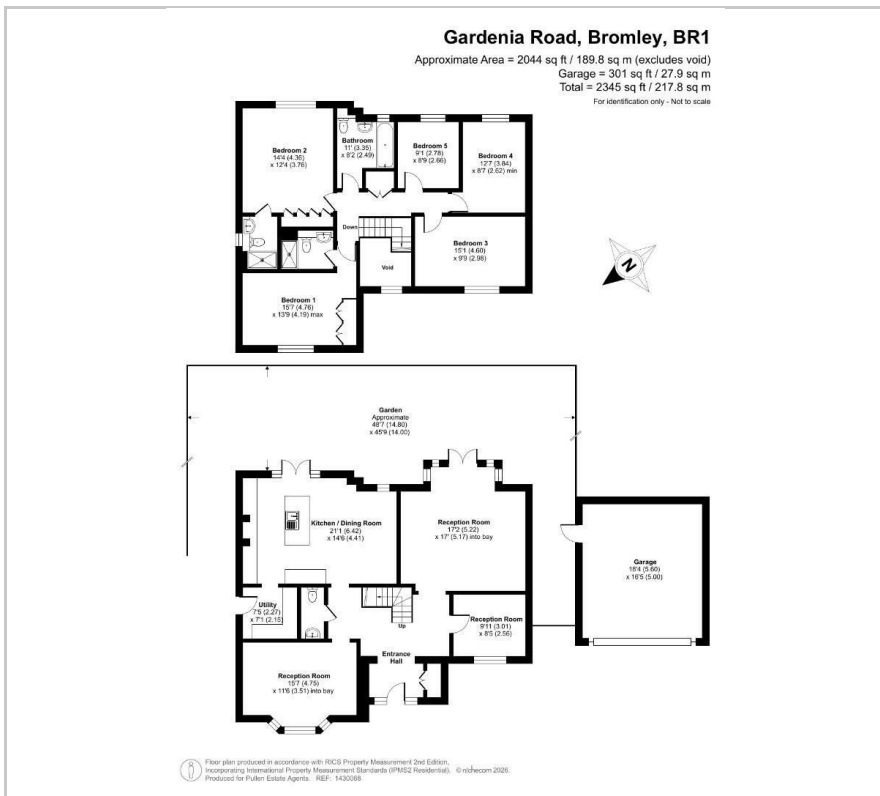 Gardenia Road, Bromley, BR1
Approximate Area = 2044 sq ft / 189.8 sq m (excludes void)
Garage = 301 sq ft / 27.9 sq m
Total = 2345 sq ft / 217.8 sq m
For identification only - Not to scale
Bedroom 2
14'4 (4.36)
x 12'4 (3.76)
Bathroom
11' (3.35)
x 8'2 (2.49)
Bedroom 5
9'1 (2.78)
x 8'9 (2.66)
Bedroom 4
12'7 (3.84)
x 8'7 (2.62) min
Down
Bedroom 3
15'1 (4.60)
x 9'9 (2.98)
Void
N
Bedroom 1
15'7 (4.76)
x 13'9 (4.19) max
Garden
Approximate
48'7 (14.80)
x 45'9 (14.00)
Kitchen / Dining Room
21'1 (6.42)
x 14'6 (4.41)
Reception Room
17'2 (5.22)
x 17' (5.17) into bay
Garage
18'4 (5.60)
x 16'5 (5.00)
Utility
7'5 (2.27)
x 7'1 (2.15)
Up
Reception Room
9'11 (3.01)
x 8'5 (2.56)
Entrance
Hall
Reception Room
15'7 (4.75)
x 11'6 (3.51) into bay
Floor plan produced in accordance with RICS Property Measurement 2nd Edition,
Incorporating International Property Measurement Standards (IPMS2 Residential). © nichecom 2026.
Produced for Pullen Estate Agents. REF: 1430068